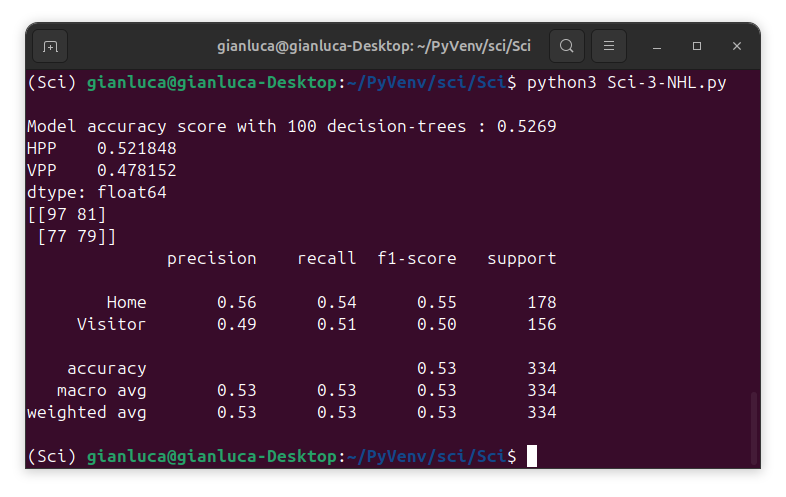 gianluca@gianluca-Desktop: ~/PyVenv/sci/Sci
(Sci) gianluca@gianluca-Desktop:~/PyVenv/sci/Sci$ python3 Sci-3-NHL.py
Model accuracy score with 100 decision-trees : 0.5269
HPP    0.521848
VPP    0.478152
dtype: float64
[[97 81]
 [77 79]]
              precision    recall  f1-score   support
        Home       0.56      0.54      0.55       178
     Visitor       0.49      0.51      0.50       156
    accuracy                           0.53       334
   macro avg       0.53      0.53      0.53       334
weighted avg       0.53      0.53      0.53       334
(Sci) gianluca@gianluca-Desktop:~/PyVenv/sci/Sci$